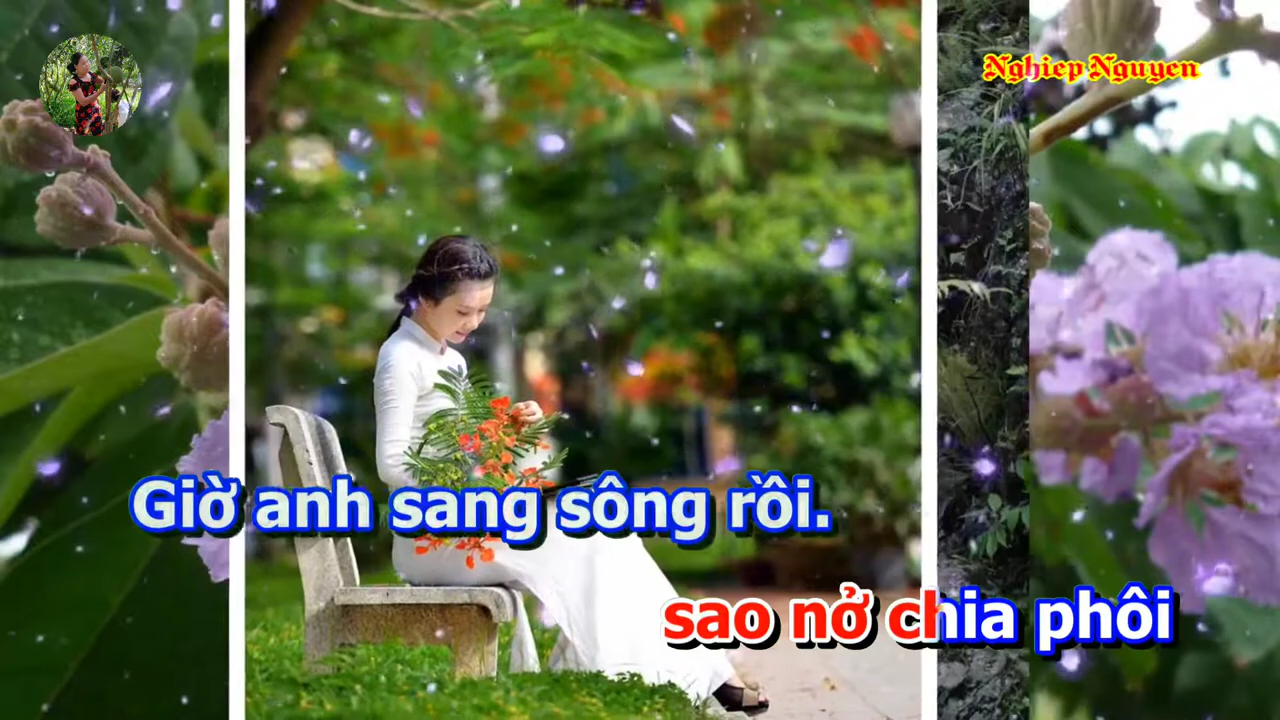 Nghiep Nguyen
Giờ anh sang sông rồi.
sao nở chia phôi